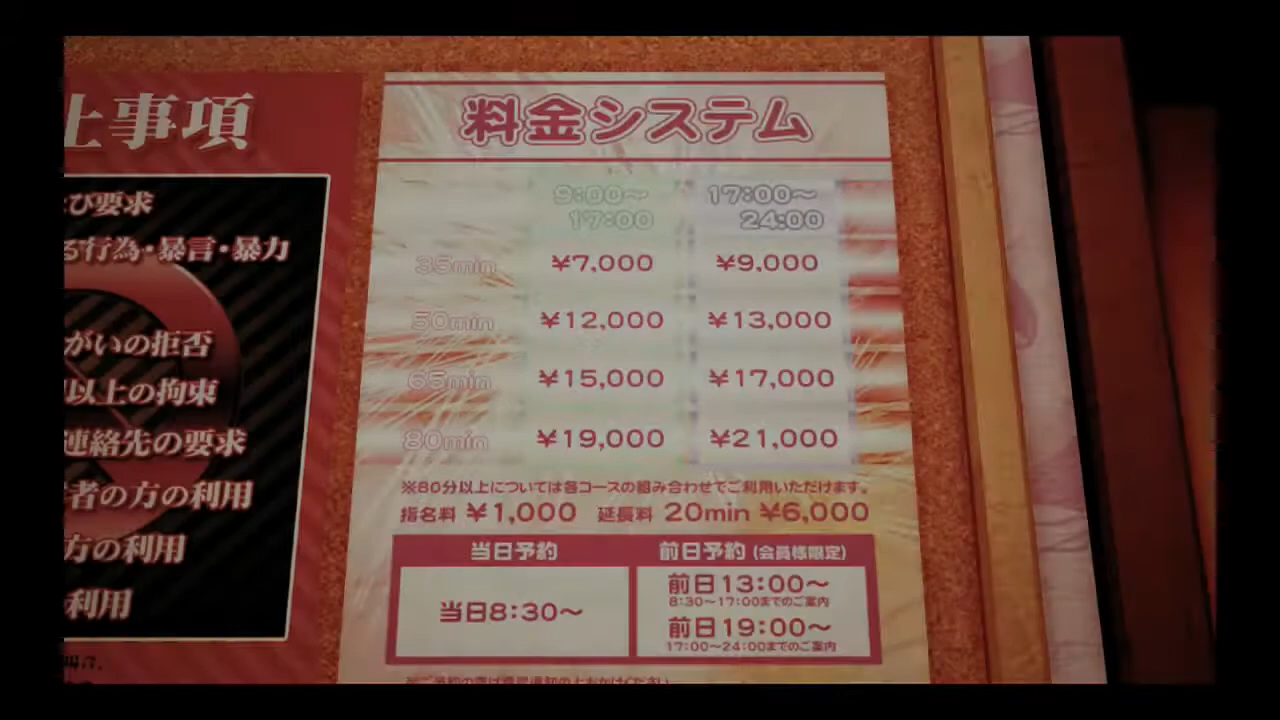 止事項
び要求
る行為・暴言・暴力
がいの拒否
以上の拘束
連絡先の要求
者の方の利用
方の利用
利用
料金システム
9:00～17:00 17:00～24:00
35min ¥7,000 ¥9,000
50min ¥12,000 ¥13,000
65min ¥15,000 ¥17,000
80min ¥19,000 ¥21,000
※80分以上については各コースの組み合わせでご利用いただけます。
指名料 ¥1,000 延長料 20min ¥6,000
当日予約 前日予約(会員様限定)
当日8:30～
前日13:00～
8:30～17:00までのご案内
前日19:00～
17:00～24:00までのご案内